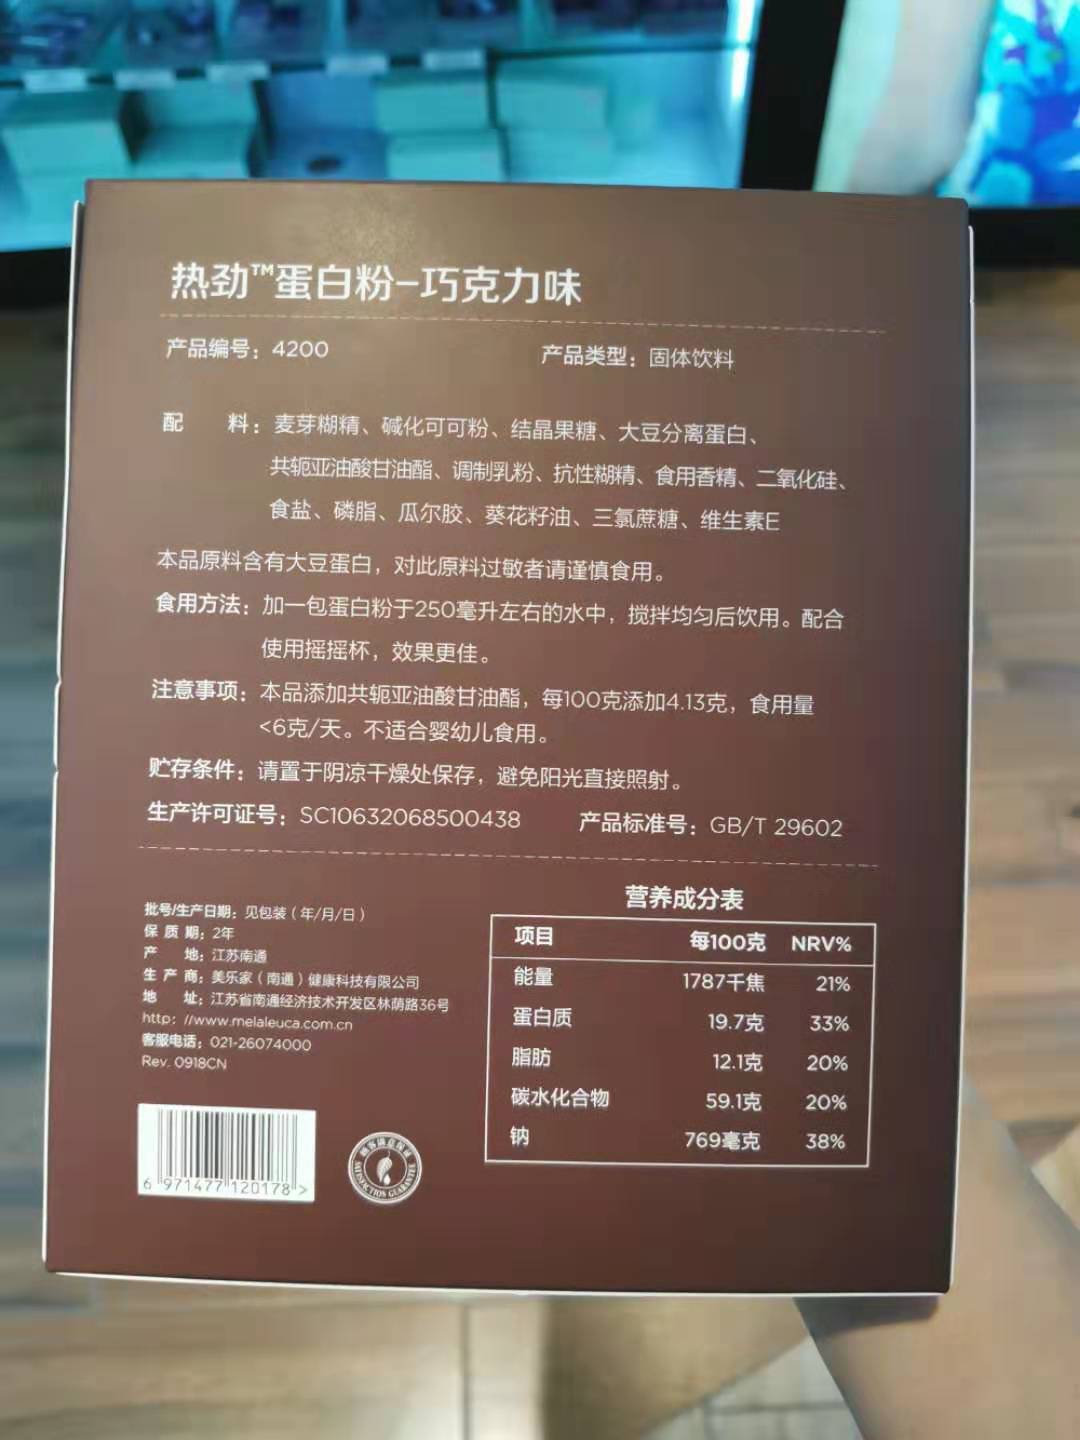 热劲™蛋白粉–巧克力味
产品编号：4200 产品类型：固体饮料
配 料：麦芽糊精、碱化可可粉、结晶果糖、大豆分离蛋白、
共轭亚油酸甘油酯、调制乳粉、抗性糊精、食用香精、二氧化硅、
食盐、磷脂、瓜尔胶、葵花籽油、三氯蔗糖、维生素E
本品原料含有大豆蛋白，对此原料过敏者请谨慎食用。
食用方法：加一包蛋白粉于250毫升左右的水中，搅拌均匀后饮用。配合
使用摇摇杯，效果更佳。
注意事项：本品添加共轭亚油酸甘油酯，每100克添加4.13克，食用量
<6克/天。不适合婴幼儿食用。
贮存条件：请置于阴凉干燥处保存，避免阳光直接照射。
生产许可证号：SC10632068500438 产品标准号：GB/T 29602
批号/生产日期：见包装（年/月/日）
保 质 期：2年
产 地：江苏南通
生 产 商：美乐家（南通）健康科技有限公司
地 址：江苏省南通经济技术开发区林荫路36号
http：//www.melaleuca.com.cn
客服电话：021-26074000
Rev. 0918CN
营养成分表
项目 每100克 NRV%
能量 1787千焦 21%
蛋白质 19.7克 33%
脂肪 12.1克 20%
碳水化合物 59.1克 20%
钠 769毫克 38%
6 971477 120178 >
顾客满意保证
SATISFACTION GUARANTEE